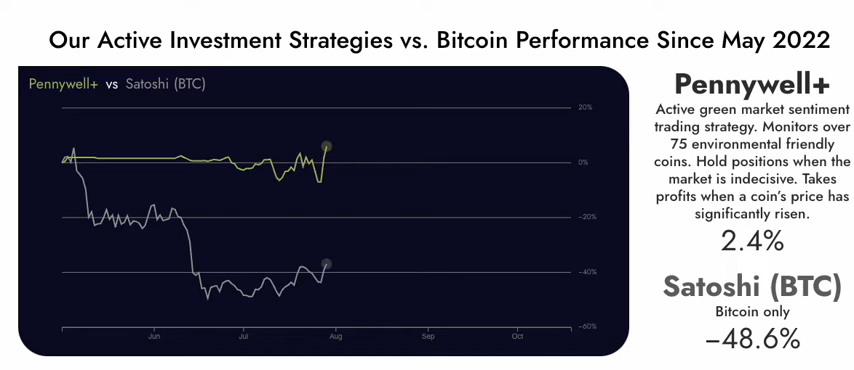 Our Active Investment Strategies vs. Bitcoin Performance Since May 2022
Pennywell+ vs Satoshi (BTC)
20%
0%
−20%
−40%
−60%
Jun Jul Aug Sep Oct
Pennywell+
Active green market sentiment
trading strategy. Monitors over
75 environmental friendly
coins. Hold positions when the
market is indecisive. Takes
profits when a coin's price has
significantly risen.
2.4%
Satoshi (BTC)
Bitcoin only
−48.6%